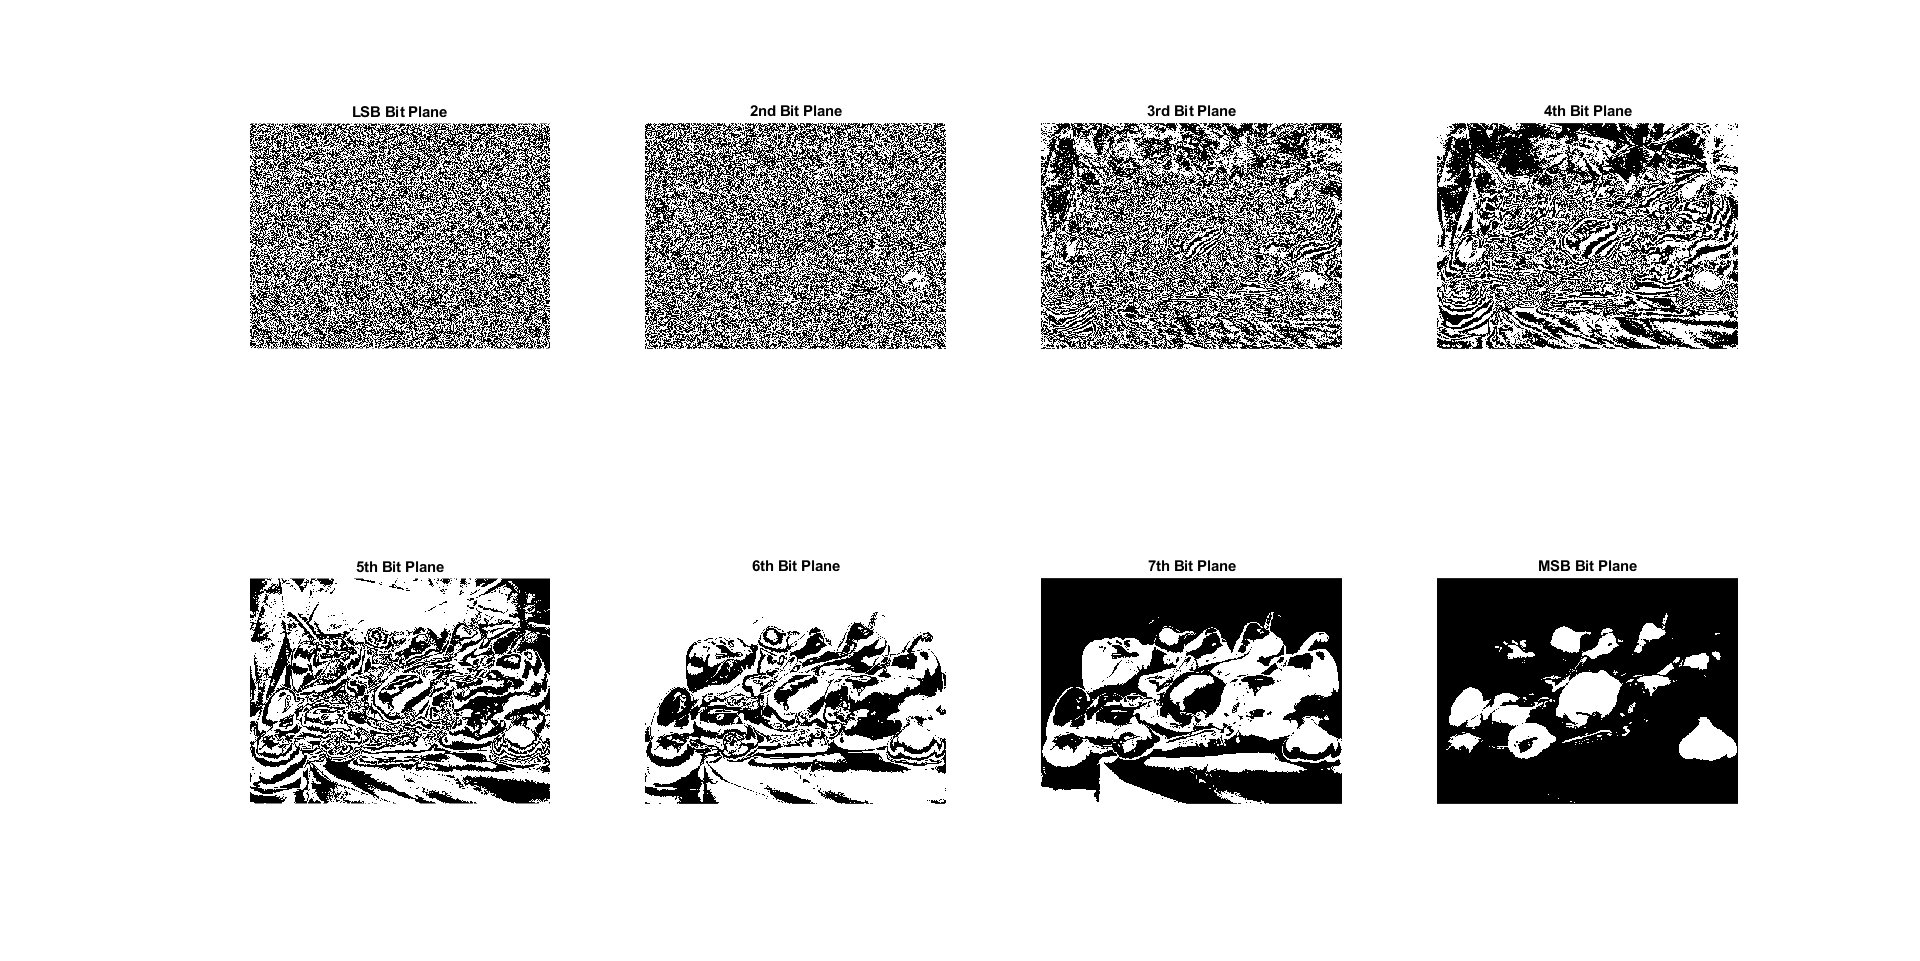 LSB Bit Plane
2nd Bit Plane
3rd Bit Plane
4th Bit Plane
5th Bit Plane
6th Bit Plane
7th Bit Plane
MSB Bit Plane